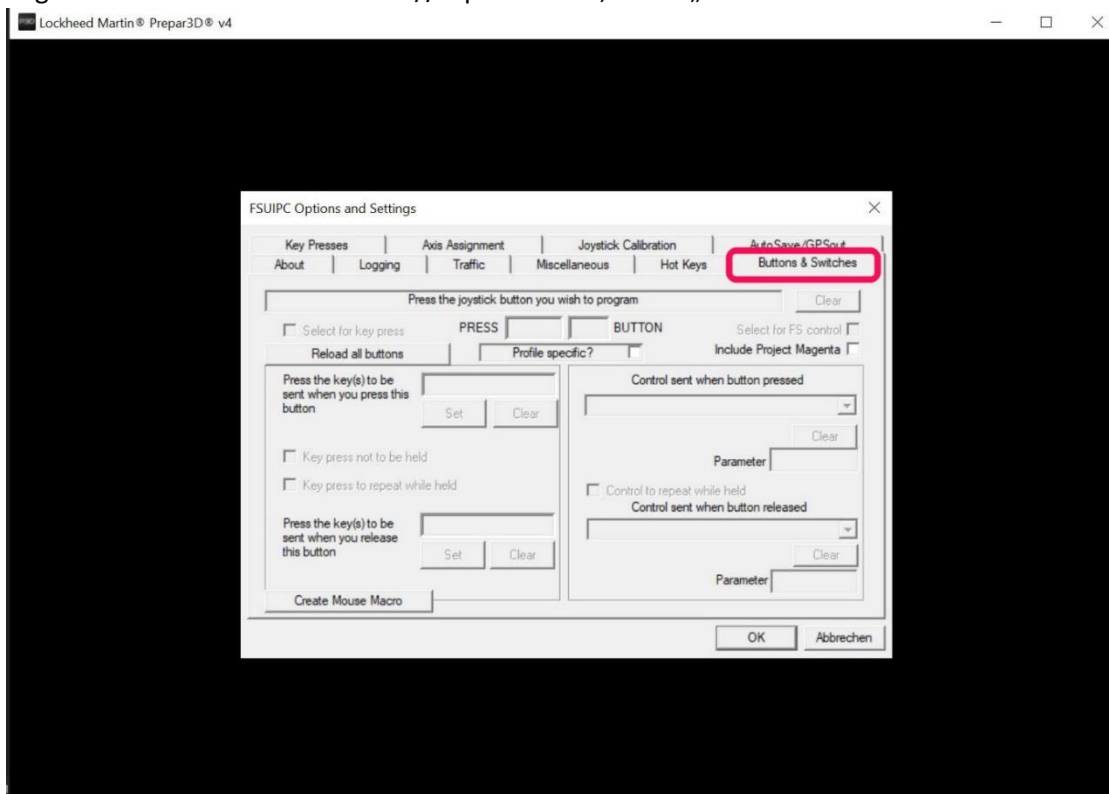 Lockheed Martin® Prepar3D® v4
FSUIPC Options and Settings
Key Presses Axis Assignment Joystick Calibration AutoSave/GPSout
About Logging Traffic Miscellaneous Hot Keys Buttons & Switches
Press the joystick button you wish to program Clear
Select for key press PRESS BUTTON Select for FS control
Reload all buttons Profile specific? Include Project Magenta
Press the key(s) to be
sent when you press this
button
Set Clear
Key press not to be held
Key press to repeat while held
Press the key(s) to be
sent when you release
this button
Set Clear
Create Mouse Macro
Control sent when button pressed
Clear
Parameter
Control to repeat while held
Control sent when button released
Clear
Parameter
OK Abbrechen